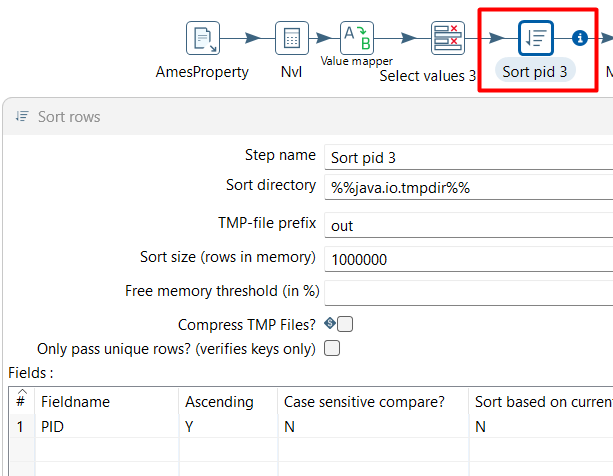 AmesProperty
Nvl
A
B
Value mapper
Select values 3
Sort pid 3
i
Sort rows
Step name Sort pid 3
Sort directory %%java.io.tmpdir%%
TMP-file prefix out
Sort size (rows in memory) 1000000
Free memory threshold (in %)
Compress TMP Files? S
Only pass unique rows? (verifies keys only)
Fields :
# Fieldname Ascending Case sensitive compare? Sort based on current
1 PID Y N N